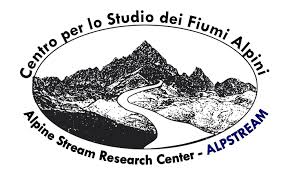 Centro per lo Studio dei Fiumi Alpini
Alpine Stream Research Center - ALPSTREAM